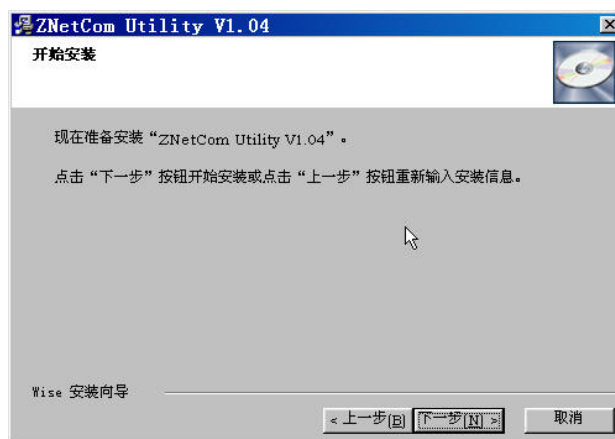 ZNetCom Utility V1.04
开始安装
现在准备安装“ZNetCom Utility V1.04”。
点击“下一步”按钮开始安装或点击“上一步”按钮重新输入安装信息。
Wise 安装向导
< 上一步(B) 下一步(N) > 取消